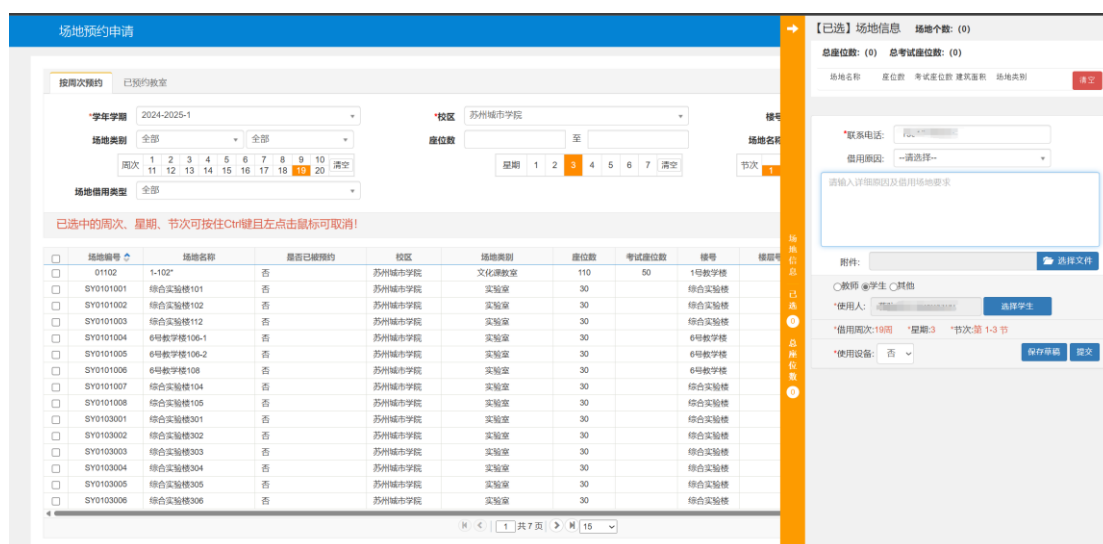 场地预约申请
按周次预约 已预约教室
*学年学期 2024-2025-1 *校区 苏州城市学院 楼号
场地类别 全部 全部 座位数 至 场地名称
周次 1 2 3 4 5 6 7 8 9 10 清空 星期 1 2 3 4 5 6 7 清空 节次 1
11 12 13 14 15 16 17 18 19 20
场地借用类型 全部
已选中的周次、星期、节次可按住Ctrl键且左点击鼠标可取消!
场地编号 场地名称 是否已被预约 校区 场地类别 座位数 考试座位数 楼号 楼层号
01102 1-102* 否 苏州城市学院 文化课教室 110 50 1号教学楼
SY0101001 综合实验楼101 否 苏州城市学院 实验室 30 综合实验楼
SY0101002 综合实验楼102 否 苏州城市学院 实验室 30 综合实验楼
SY0101003 综合实验楼112 否 苏州城市学院 实验室 30 综合实验楼
SY0101004 6号教学楼106-1 否 苏州城市学院 实验室 30 6号教学楼
SY0101005 6号教学楼106-2 否 苏州城市学院 实验室 30 6号教学楼
SY0101006 6号教学楼108 否 苏州城市学院 实验室 30 6号教学楼
SY0101007 综合实验楼104 否 苏州城市学院 实验室 30 综合实验楼
SY0101008 综合实验楼105 否 苏州城市学院 实验室 30 综合实验楼
SY0103001 综合实验楼301 否 苏州城市学院 实验室 30 综合实验楼
SY0103002 综合实验楼302 否 苏州城市学院 实验室 30 综合实验楼
SY0103003 综合实验楼303 否 苏州城市学院 实验室 30 综合实验楼
SY0103004 综合实验楼304 否 苏州城市学院 实验室 30 综合实验楼
SY0103005 综合实验楼305 否 苏州城市学院 实验室 30 综合实验楼
SY0103006 综合实验楼306 否 苏州城市学院 实验室 30 综合实验楼
1 共7页 15
场地信息 已选 0 总座位数 0
【已选】场地信息 场地个数: (0)
总座位数: (0) 总考试座位数: (0)
场地名称 座位数 考试座位数 建筑面积 场地类别 清空
*联系电话:
借用原因: --请选择--
请输入详细原因及借用场地要求
附件: 选择文件
教师 学生 其他
*使用人: 选择学生
*借用周次:19周 *星期:3 *节次:第 1-3 节
*使用设备: 否 保存草稿 提交